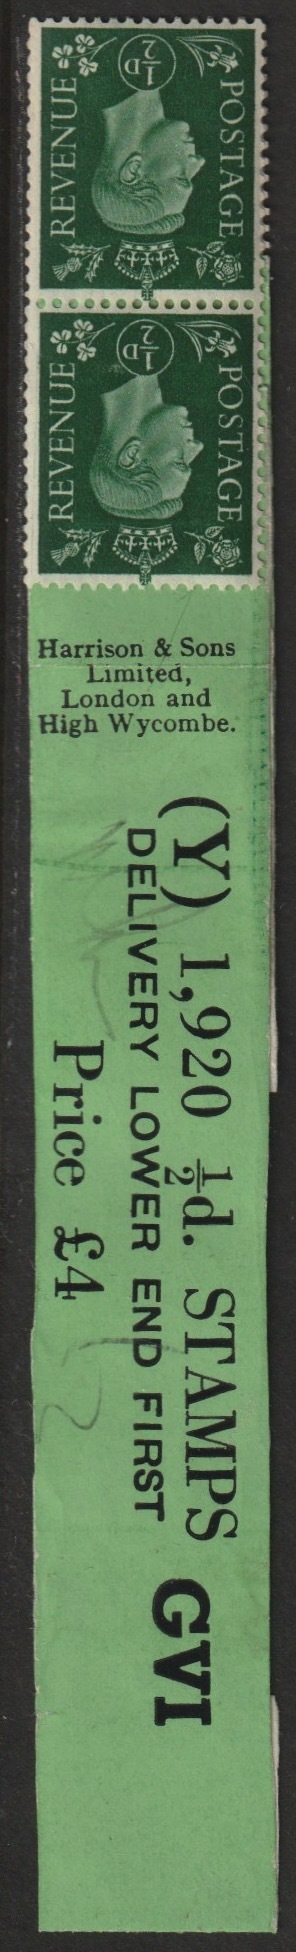 POSTAGE
REVENUE
½D
POSTAGE
REVENUE
½D
Harrison & Sons
Limited,
London and
High Wycombe.
(Y) 1,920 ½d. STAMPS GVI
DELIVERY LOWER END FIRST
Price £4